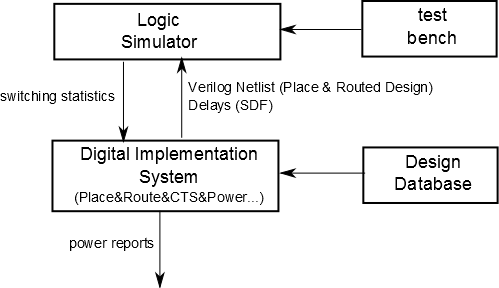 Logic
Simulator
test
bench
switching statistics
Verilog Netlist (Place & Routed Design)
Delays (SDF)
Digital Implementation
System
(Place&Route&CTS&Power...)
Design
Database
power reports